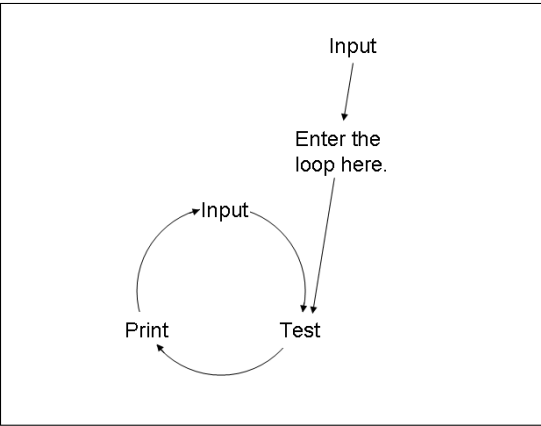 Input
Enter the
loop here.
Input
Print
Test